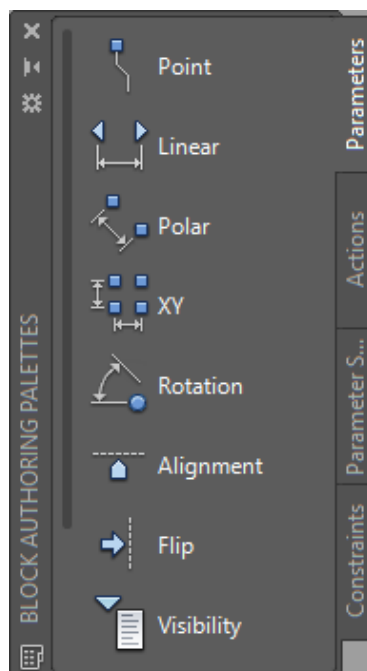 Point
Linear
Polar
XY
Rotation
Alignment
Flip
Visibility
Parameters
Actions
Parameter S...
Constraints
BLOCK AUTHORING PALETTES